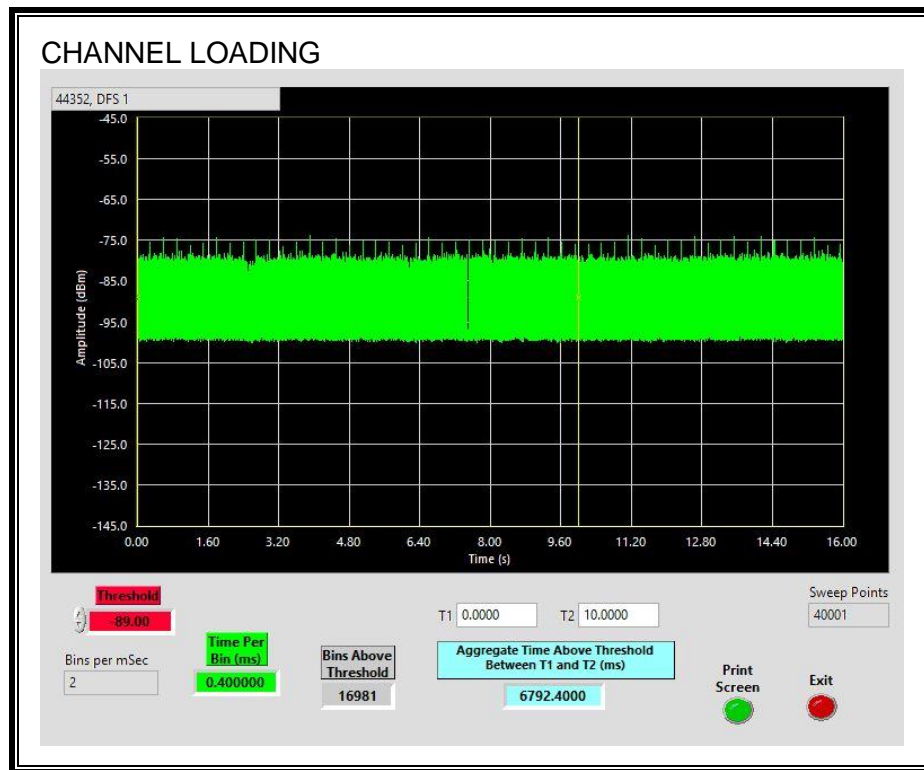 CHANNEL LOADING
44352, DFS 1
-45.0
-55.0
-65.0
-75.0
-85.0
-95.0
-105.0
-115.0
-125.0
-135.0
-145.0
Amplitude (dBm)
0.00 1.60 3.20 4.80 6.40 8.00 9.60 11.20 12.80 14.40 16.00
Time (s)
Threshold
-89.00
Bins per mSec
2
Time Per
Bin (ms)
0.400000
Bins Above
Threshold
16981
T1 0.0000 T2 10.0000
Aggregate Time Above Threshold
Between T1 and T2 (ms)
6792.4000
Sweep Points
40001
Print
Screen
Exit